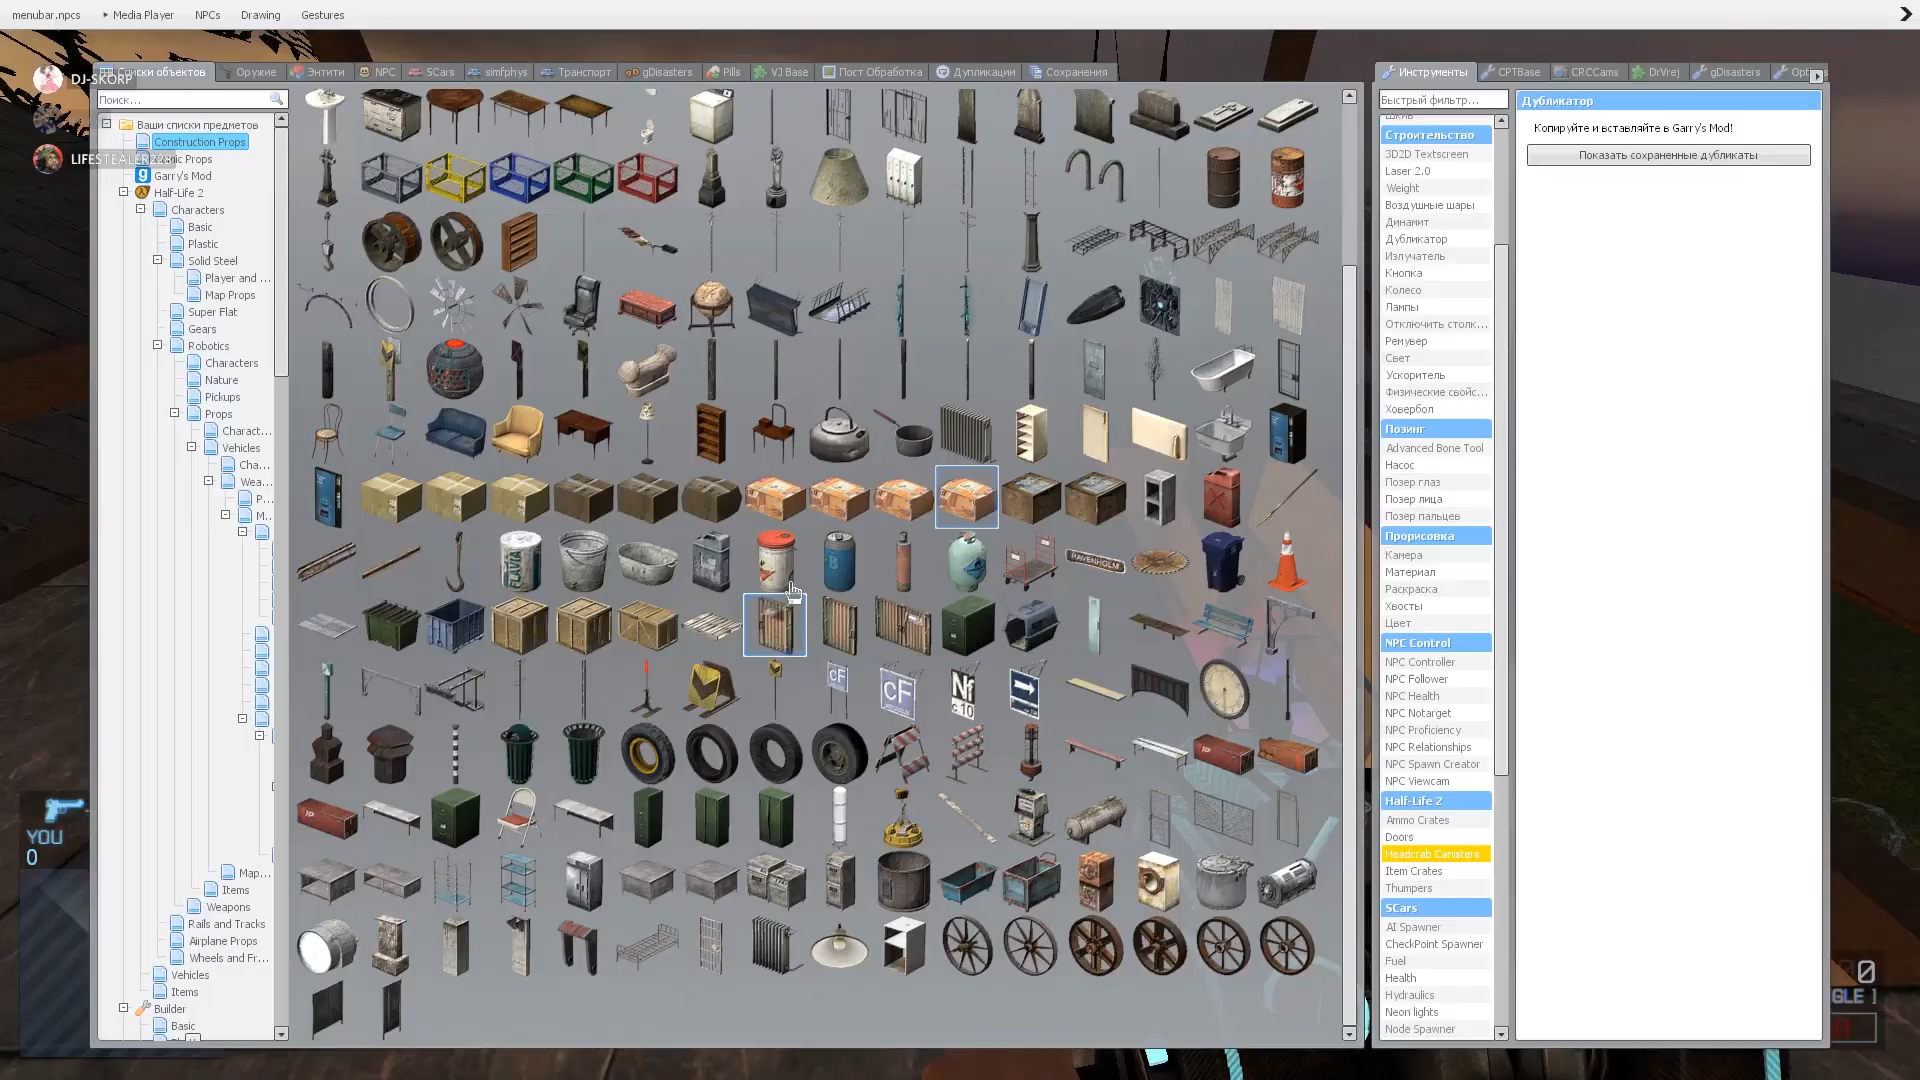 menubar.npcs
Media Player
NPCs
Drawing
Gestures
Списки объектов
Оружие
Энтити
NPC
SCars
simfphys
Транспорт
gDisasters
Pills
VJ Base
Пост Обработка
Дупликации
Сохранения
DJ-SKORP
LIFESTEALER228
Поиск...
Ваши списки предметов
Construction Props
Props
Garry's Mod
Half-Life 2
Characters
Basic
Plastic
Solid Steel
Player and ...
Map Props
Super Flat
Gears
Robotics
Characters
Nature
Pickups
Props
Charact...
Vehicles
Cha...
Wea...
P...
M...
Map...
Items
Weapons
Rails and Tracks
Airplane Props
Wheels and Fr...
Vehicles
Items
Builder
Basic
RAVENHOLM
CF
CF
Nf
c10
YOU
0
Инструменты
CPTBase
CRCCams
DrVrej
gDisasters
Быстрый фильтр...
Строительство
3D2D Textscreen
Laser 2.0
Weight
Воздушные шары
Динамит
Дубликатор
Излучатель
Кнопка
Колесо
Лампы
Отключить столк...
Ремувер
Свет
Ускоритель
Физические свойс...
Ховербол
Позинг
Advanced Bone Tool
Насос
Позер глаз
Позер лица
Позер пальцев
Прорисовка
Камера
Материал
Раскраска
Хвосты
Цвет
NPC Control
NPC Controller
NPC Follower
NPC Health
NPC Notarget
NPC Proficiency
NPC Relationships
NPC Spawn Creator
NPC Viewcam
Half-Life 2
Ammo Crates
Doors
Headcrab Canisters
Item Crates
Thumpers
SCars
AI Spawner
CheckPoint Spawner
Fuel
Health
Hydraulics
Neon lights
Node Spawner
Дубликатор
Копируйте и вставляйте в Garry's Mod!
Показать сохраненные дубликаты